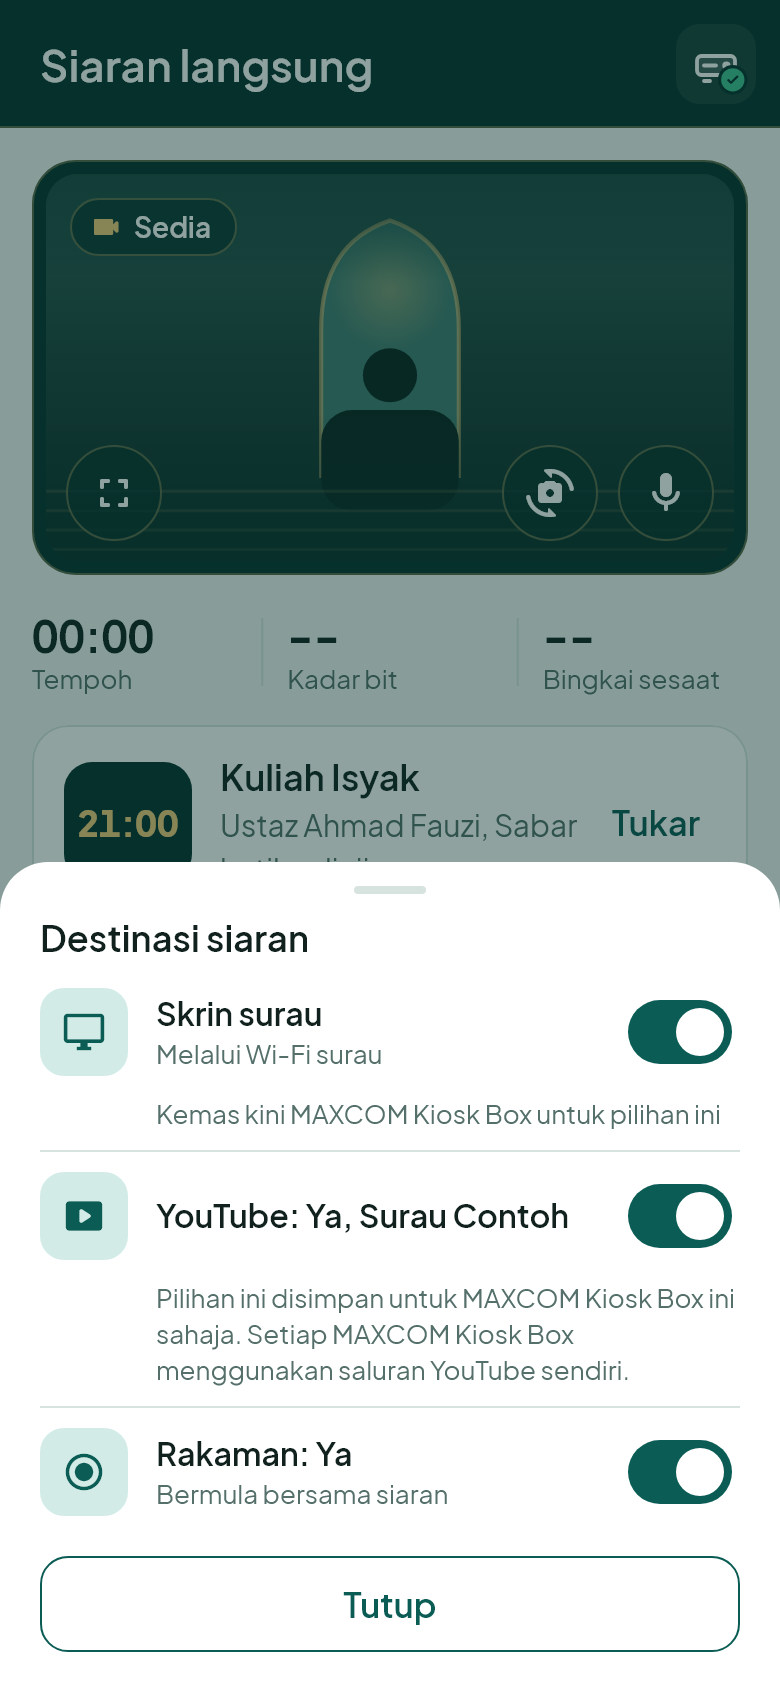 Siaran langsung
Sedia
00:00
Tempoh
--
Kadar bit
--
Bingkai sesaat
21:00
Kuliah Isyak
Ustaz Ahmad Fauzi, Sabar
Tukar
Destinasi siaran
Skrin surau
Melalui Wi-Fi surau
Kemas kini MAXCOM Kiosk Box untuk pilihan ini
YouTube: Ya, Surau Contoh
Pilihan ini disimpan untuk MAXCOM Kiosk Box ini
sahaja. Setiap MAXCOM Kiosk Box
menggunakan saluran YouTube sendiri.
Rakaman: Ya
Bermula bersama siaran
Tutup